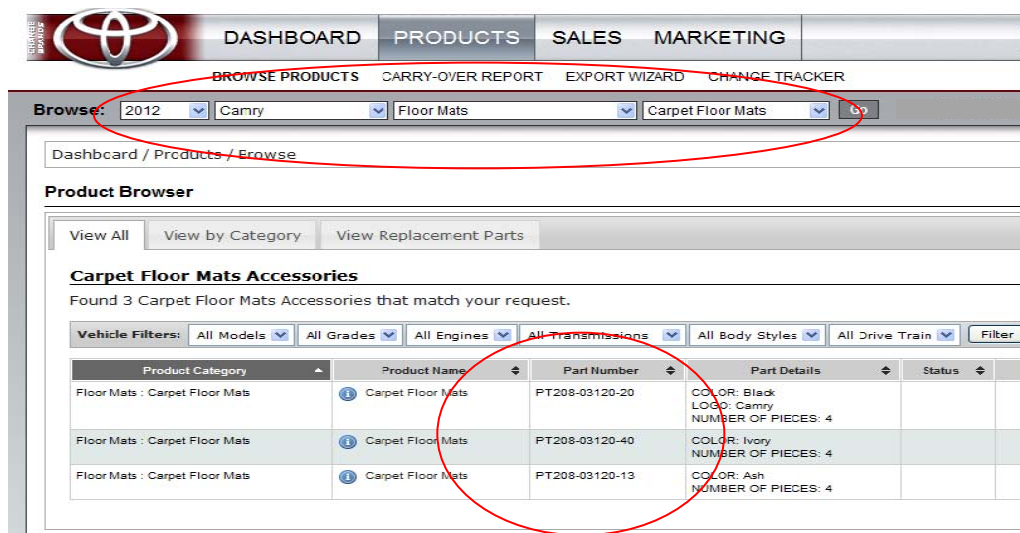 CHANGE BRANDS
DASHBOARD PRODUCTS SALES MARKETING
BROWSE PRODUCTS CARRY-OVER REPORT EXPORT WIZARD CHANGE TRACKER
Browse: 2012 Camry Floor Mats Carpet Floor Mats Go
Dashboard / Products / Browse
Product Browser
View All View by Category View Replacement Parts
Carpet Floor Mats Accessories
Found 3 Carpet Floor Mats Accessories that match your request.
Vehicle Filters: All Models All Grades All Engines All Transmissions All Body Styles All Drive Train Filter
Product Category Product Name Part Number Part Details Status
Floor Mats : Carpet Floor Mats Carpet Floor Mats PT208-03120-20 COLOR: Black
LOGO: Camry
NUMBER OF PIECES: 4
Floor Mats : Carpet Floor Mats Carpet Floor Mats PT208-03120-40 COLOR: Ivory
NUMBER OF PIECES: 4
Floor Mats : Carpet Floor Mats Carpet Floor Mats PT208-03120-13 COLOR: Ash
NUMBER OF PIECES: 4